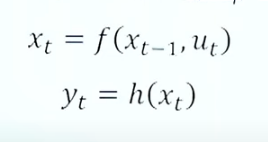 x_t = f(x_{t-1}, u_t)
y_t = h(x_t)